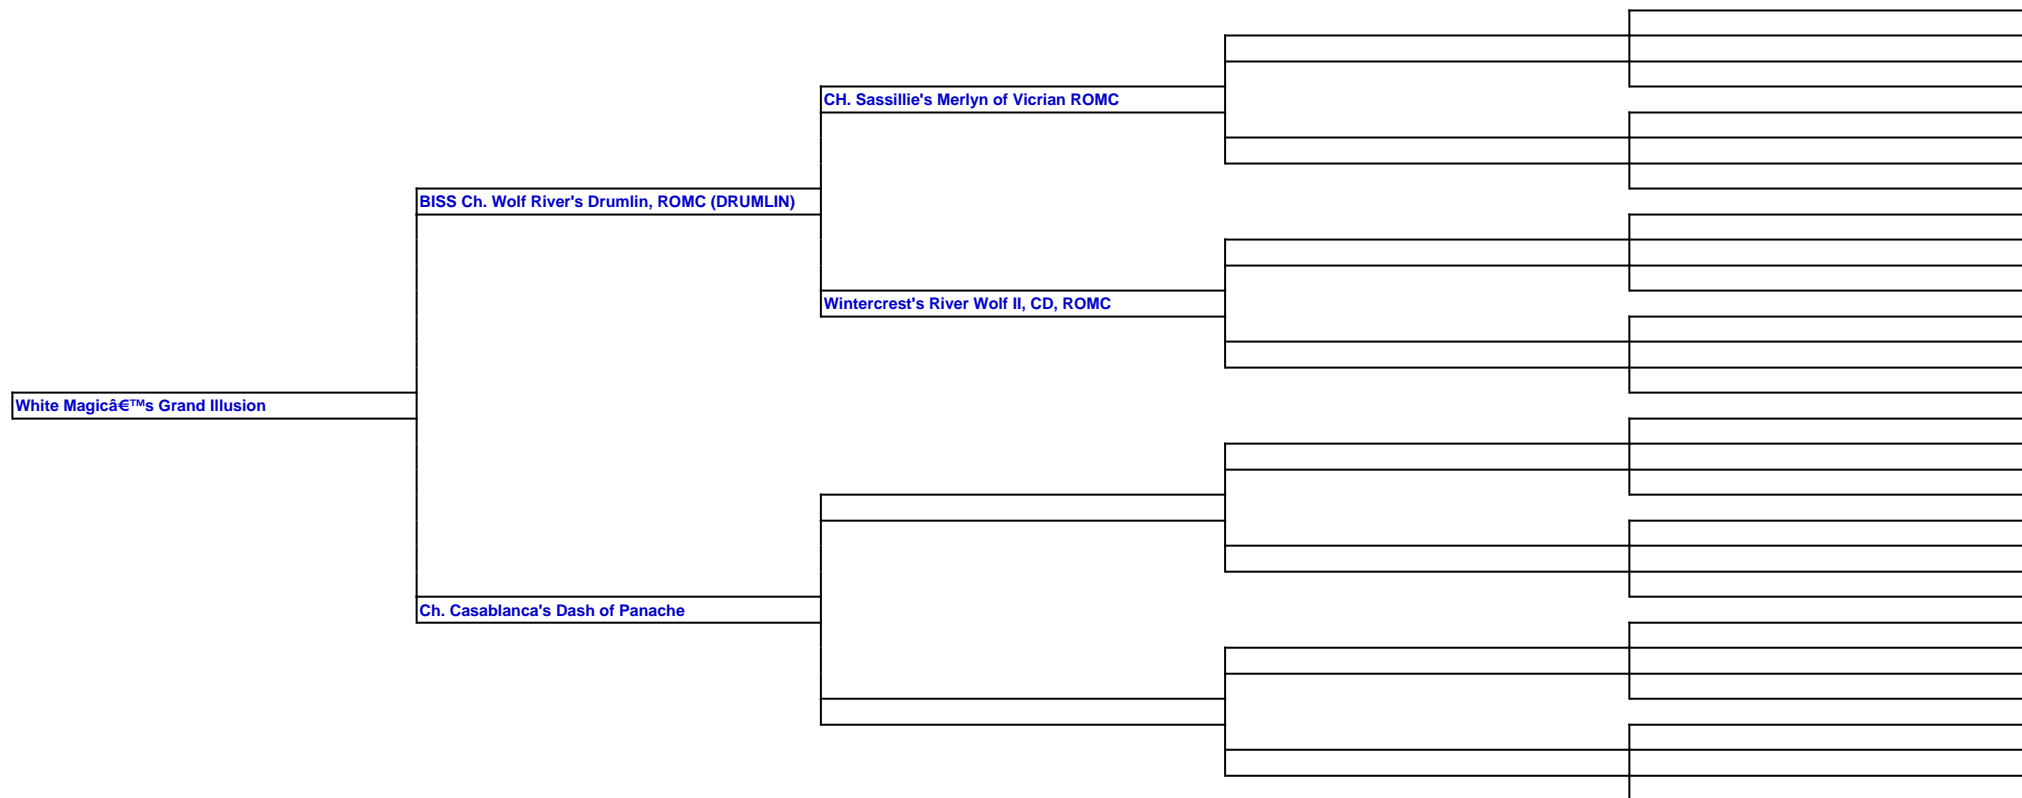 CH. Sassillie's Merlyn of Vicrian ROMC
BISS Ch. Wolf River's Drumlin, ROMC (DRUMLIN)
Wintercrest's River Wolf II, CD, ROMC
White Magicâ€™s Grand Illusion
Ch. Casablanca's Dash of Panache